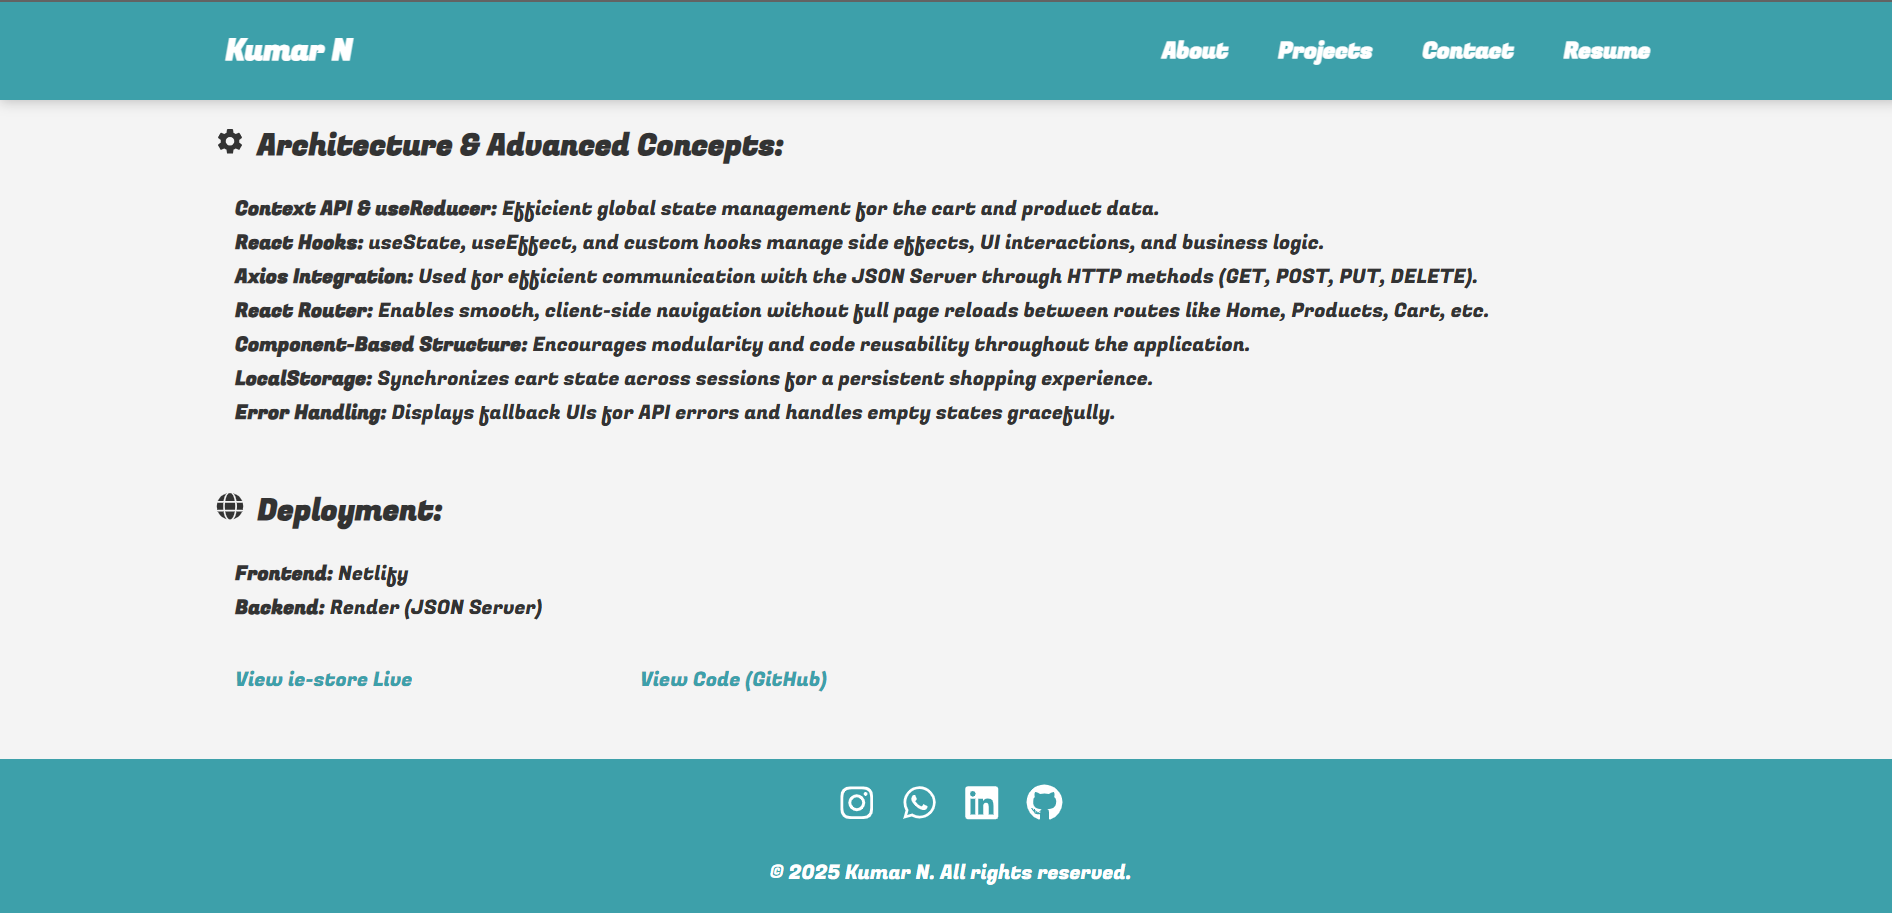 Kumar N
About Projects Contact Resume
Architecture & Advanced Concepts:
Context API & useReducer: Efficient global state management for the cart and product data.
React Hooks: useState, useEffect, and custom hooks manage side effects, UI interactions, and business logic.
Axios Integration: Used for efficient communication with the JSON Server through HTTP methods (GET, POST, PUT, DELETE).
React Router: Enables smooth, client-side navigation without full page reloads between routes like Home, Products, Cart, etc.
Component-Based Structure: Encourages modularity and code reusability throughout the application.
LocalStorage: Synchronizes cart state across sessions for a persistent shopping experience.
Error Handling: Displays fallback UIs for API errors and handles empty states gracefully.
Deployment:
Frontend: Netlify
Backend: Render (JSON Server)
View ie-store Live
View Code (GitHub)
in
© 2025 Kumar N. All rights reserved.